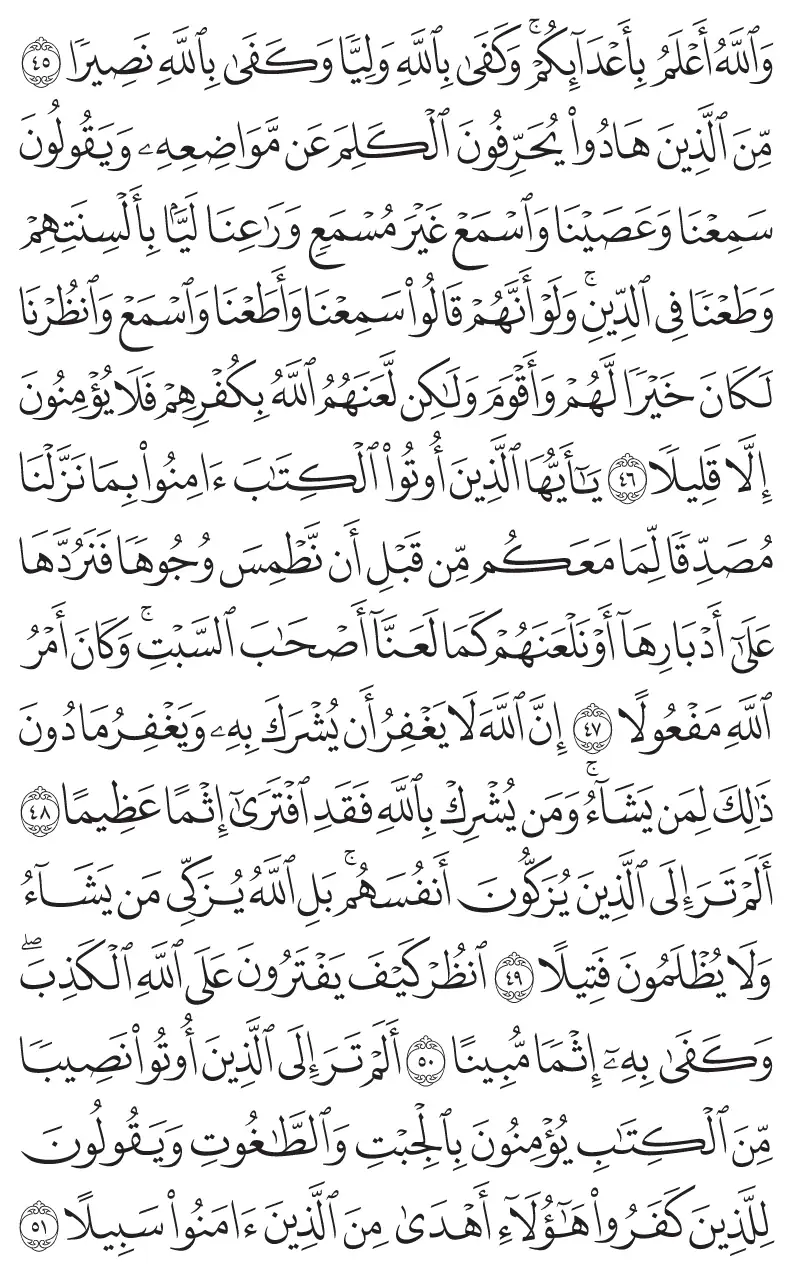 وَٱللَّهُ أَعۡلَمُ بِأَعۡدَآئِكُمۡۚ وَكَفَىٰ بِٱللَّهِ وَلِيّٗا وَكَفَىٰ بِٱللَّهِ نَصِيرٗا ٤٥
مِّنَ ٱلَّذِينَ هَادُواْ يُحَرِّفُونَ ٱلۡكَلِمَ عَن مَّوَاضِعِهِۦ وَيَقُولُونَ
سَمِعۡنَا وَعَصَيۡنَا وَٱسۡمَعۡ غَيۡرَ مُسۡمَعٖ وَرَٰعِنَا لَيَّۢا بِأَلۡسِنَتِهِمۡ
وَطَعۡنٗا فِي ٱلدِّينِۚ وَلَوۡ أَنَّهُمۡ قَالُواْ سَمِعۡنَا وَأَطَعۡنَا وَٱسۡمَعۡ وَٱنظُرۡنَا
لَكَانَ خَيۡرٗا لَّهُمۡ وَأَقۡوَمَ وَلَٰكِن لَّعَنَهُمُ ٱللَّهُ بِكُفۡرِهِمۡ فَلَا يُؤۡمِنُونَ
إِلَّا قَلِيلٗا ٤٦ يَٰٓأَيُّهَا ٱلَّذِينَ أُوتُواْ ٱلۡكِتَٰبَ ءَامِنُواْ بِمَا نَزَّلۡنَا
مُصَدِّقٗا لِّمَا مَعَكُم مِّن قَبۡلِ أَن نَّطۡمِسَ وُجُوهٗا فَنَرُدَّهَا
عَلَىٰٓ أَدۡبَارِهَآ أَوۡ نَلۡعَنَهُمۡ كَمَا لَعَنَّآ أَصۡحَٰبَ ٱلسَّبۡتِۚ وَكَانَ أَمۡرُ
ٱللَّهِ مَفۡعُولًا ٤٧ إِنَّ ٱللَّهَ لَا يَغۡفِرُ أَن يُشۡرَكَ بِهِۦ وَيَغۡفِرُ مَا دُونَ
ذَٰلِكَ لِمَن يَشَآءُۚ وَمَن يُشۡرِكۡ بِٱللَّهِ فَقَدِ ٱفۡتَرَىٰٓ إِثۡمًا عَظِيمًا ٤٨
أَلَمۡ تَرَ إِلَى ٱلَّذِينَ يُزَكُّونَ أَنفُسَهُمۚ بَلِ ٱللَّهُ يُزَكِّي مَن يَشَآءُ
وَلَا يُظۡلَمُونَ فَتِيلًا ٤٩ ٱنظُرۡ كَيۡفَ يَفۡتَرُونَ عَلَى ٱللَّهِ ٱلۡكَذِبَۖ
وَكَفَىٰ بِهِۦٓ إِثۡمٗا مُّبِينًا ٥٠ أَلَمۡ تَرَ إِلَى ٱلَّذِينَ أُوتُواْ نَصِيبٗا
مِّنَ ٱلۡكِتَٰبِ يُؤۡمِنُونَ بِٱلۡجِبۡتِ وَٱلطَّٰغُوتِ وَيَقُولُونَ
لِلَّذِينَ كَفَرُواْ هَٰٓؤُلَآءِ أَهۡدَىٰ مِنَ ٱلَّذِينَ ءَامَنُواْ سَبِيلًا ٥١